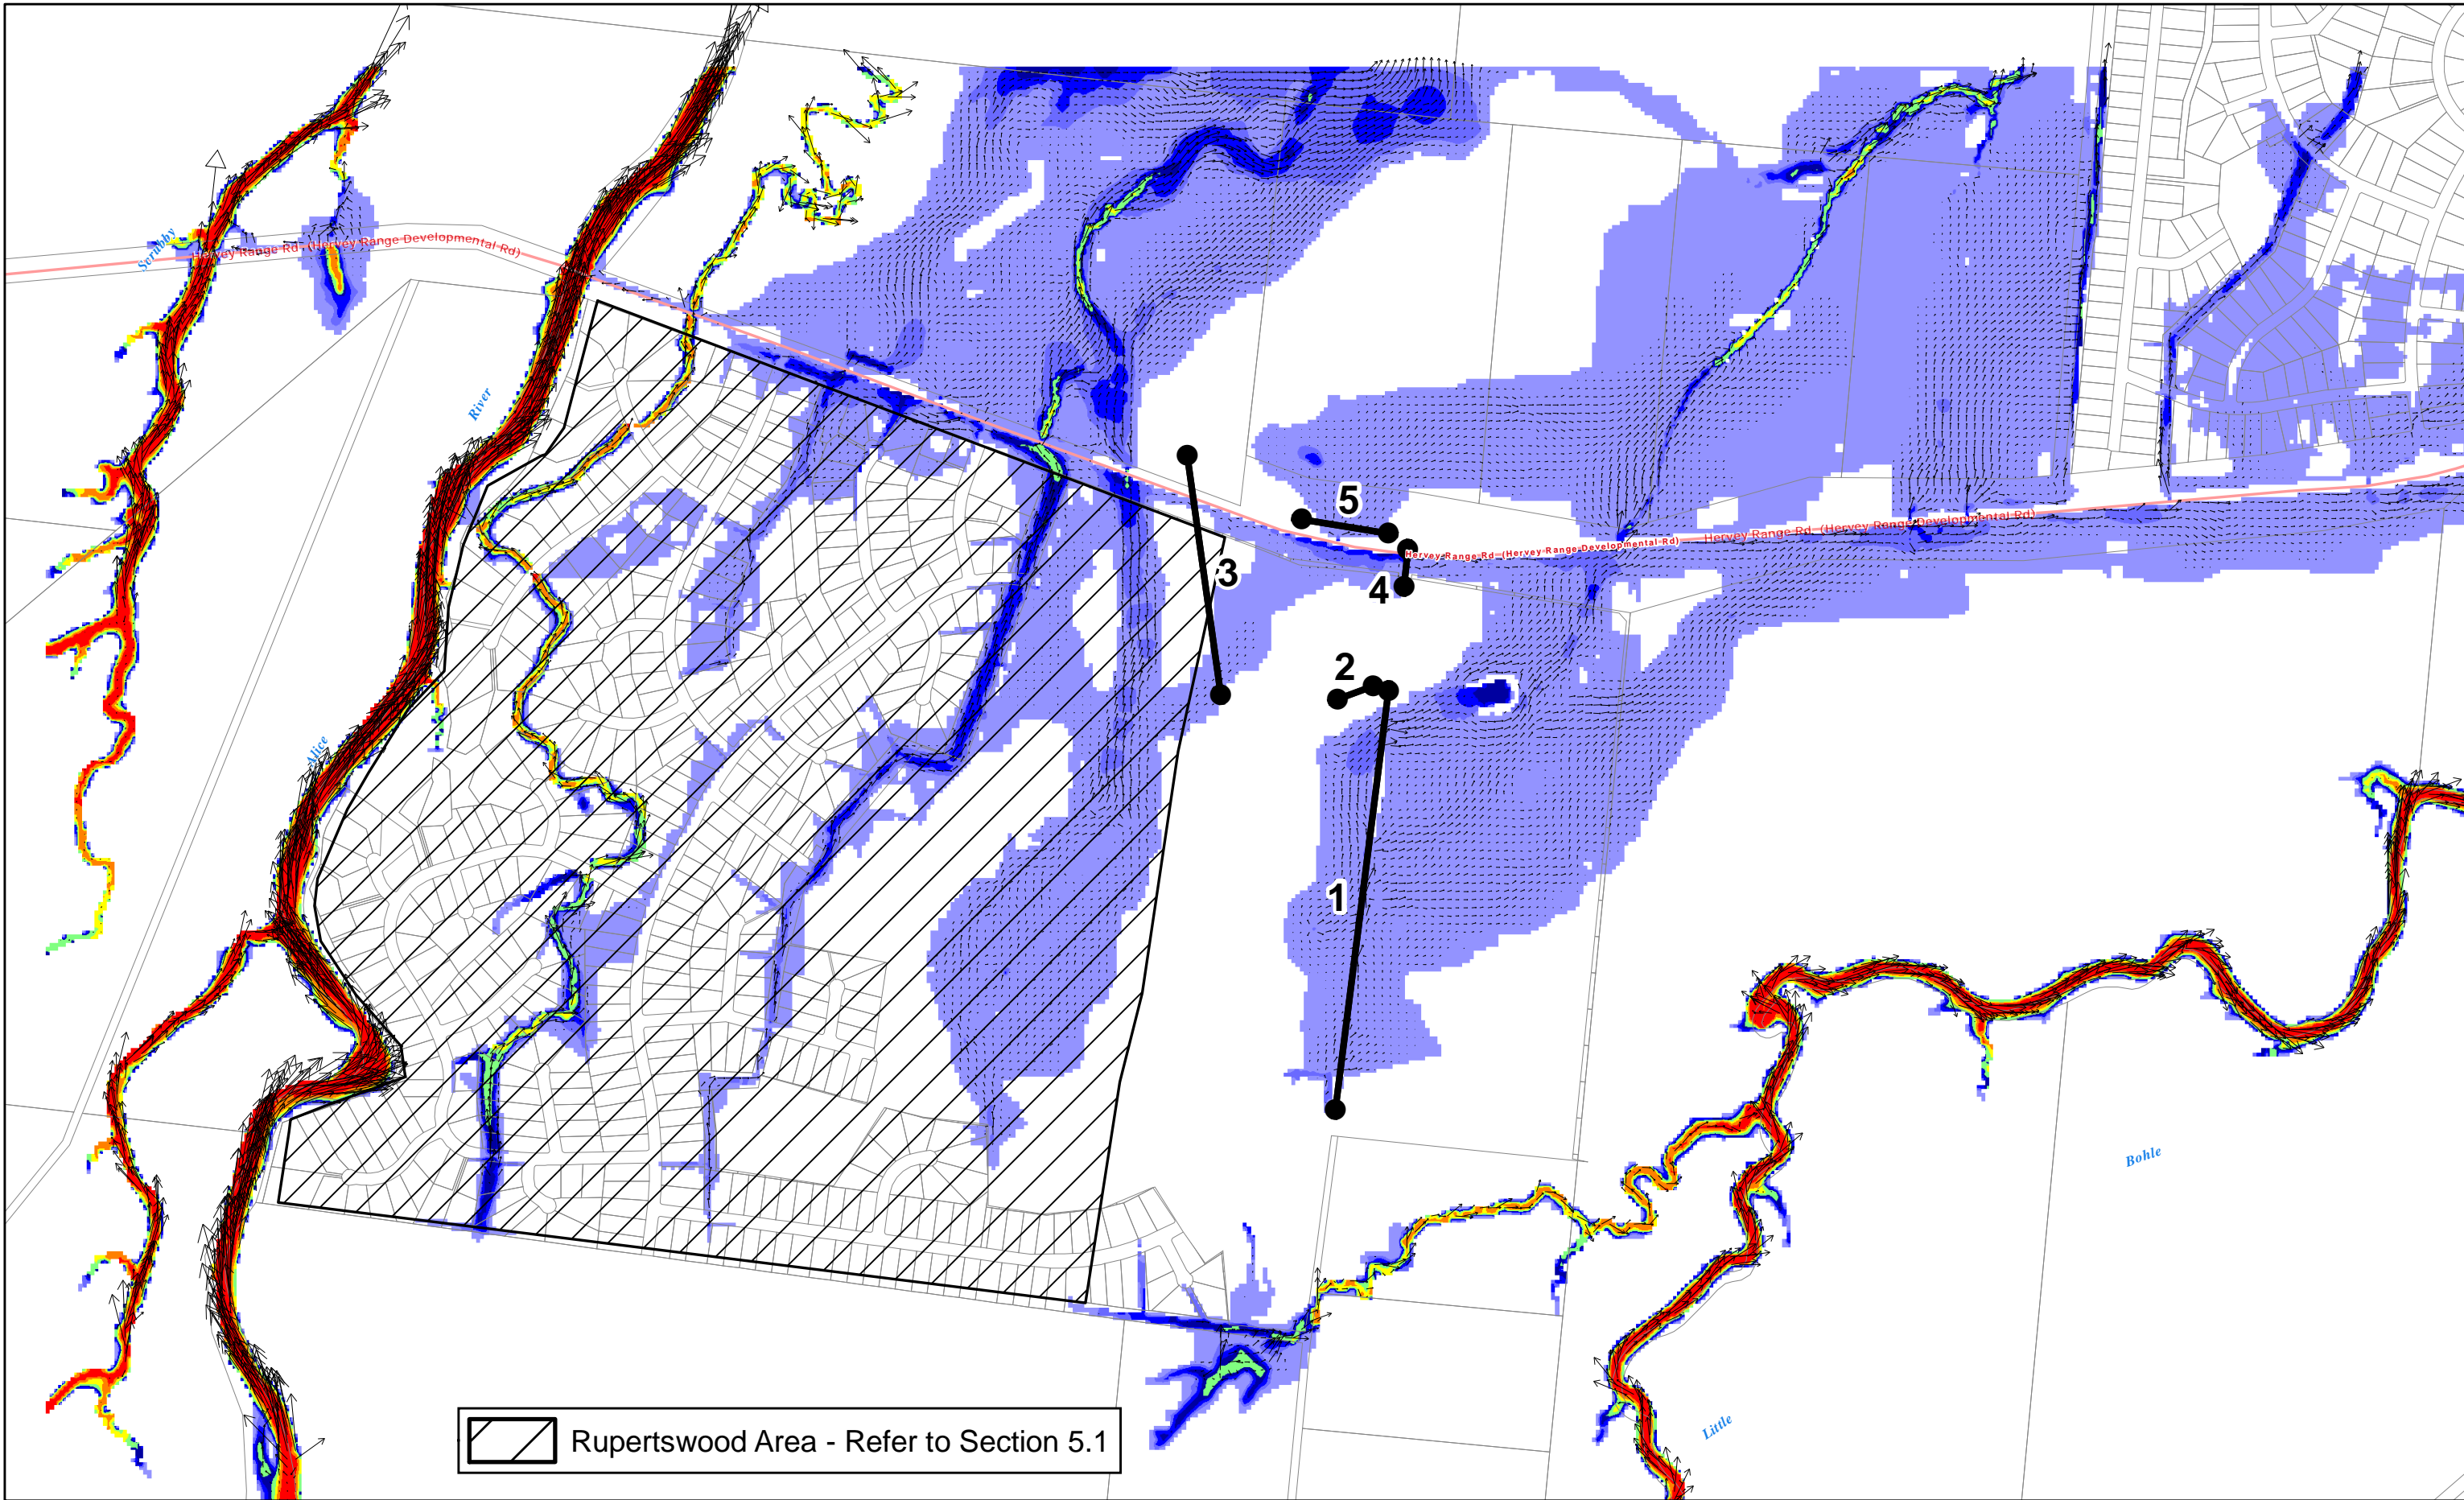 Scrubby
Hervey Range Rd (Hervey Range Developmental Rd)
River
5
Hervey Range Rd (Hervey Range Developmental Rd)
Hervey Range Rd (Hervey Range Developmental Rd)
3
4
2
Alice
1
Bohle
Little
Rupertswood Area - Refer to Section 5.1